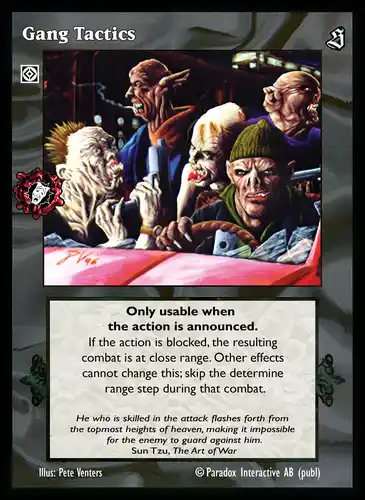 Gang Tactics
Only usable when
the action is announced.
If the action is blocked, the resulting
combat is at close range. Other effects
cannot change this; skip the determine
range step during that combat.
He who is skilled in the attack flashes forth from
the topmost heights of heaven, making it impossible
for the enemy to guard against him.
Sun Tzu, The Art of War
Illus: Pete Venters
© Paradox Interactive AB (publ)